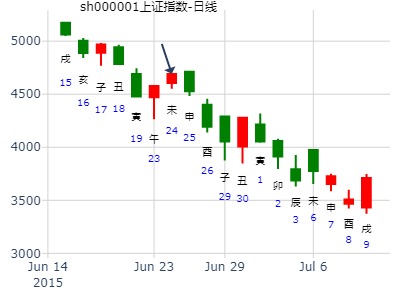 sh000001上证指数-日线
5000
4500
4000
3500
3000
戌
15
亥
16
子
17
丑
18
寅
19
午
23
未
24
申
25
酉
26
子
29
丑
30
寅
1
卯
2
辰
3
未
6
申
7
酉
8
戌
9
Jun 14
2015
Jun 23
Jun 29
Jul 6